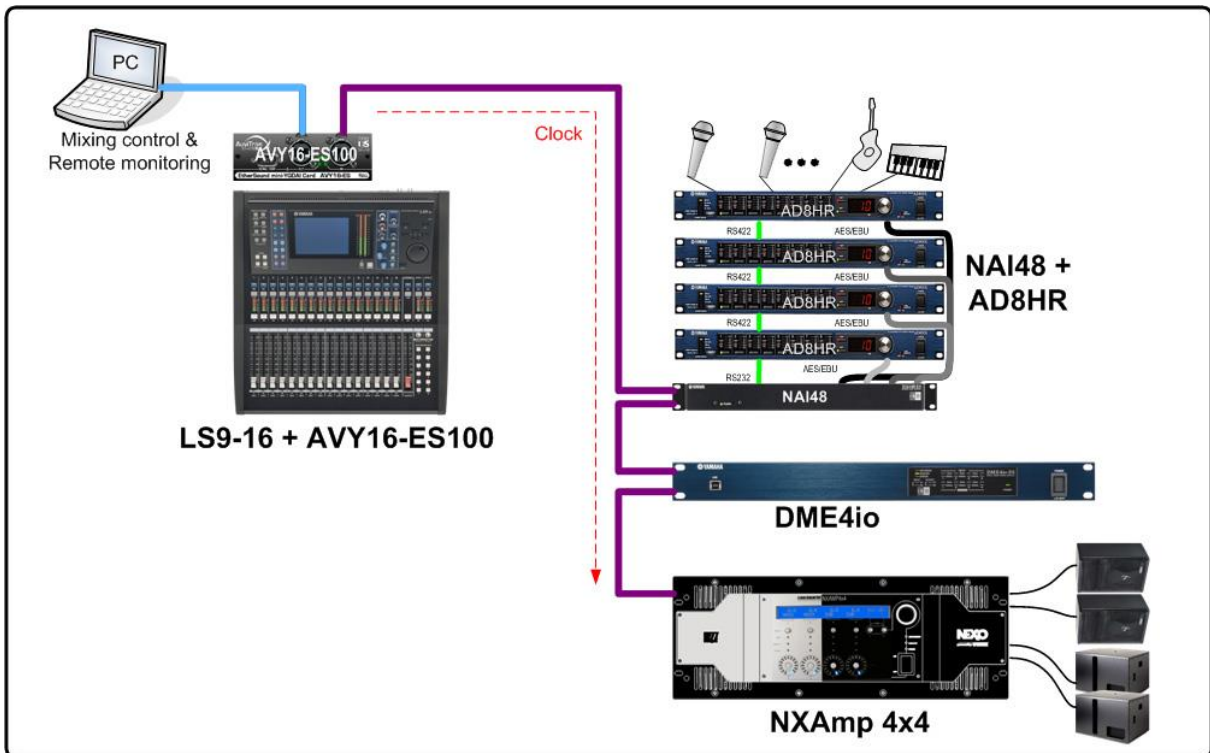 PC
Mixing control &
Remote monitoring
AVY16-ES100
EtherSound mini-YGDAI Card AVY16-ES
LS9-16 + AVY16-ES100
Clock
AD8HR
RS422
AES/EBU
AD8HR
RS422
AES/EBU
AD8HR
RS422
AES/EBU
AD8HR
RS232
AES/EBU
NAI48
NAI48 +
AD8HR
YAMAHA
DME4io
NEXO
NXAmp 4x4